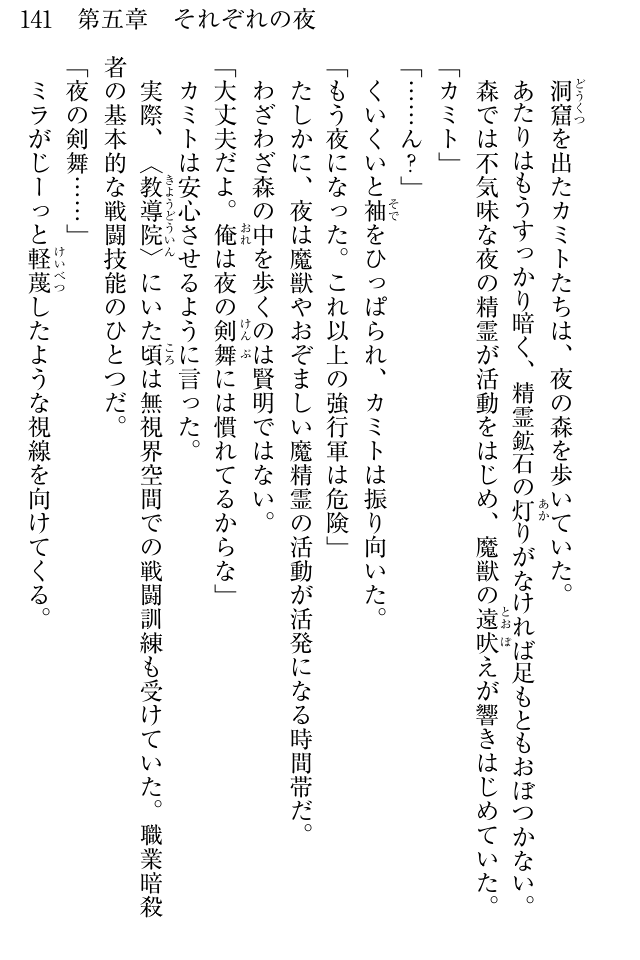 141　第五章　それぞれの夜
洞窟を出たカミトたちは、夜の森を歩いていた。
あたりはもうすっかり暗く、精霊鉱石の灯りがなければ足もともおぼつかない。
森では不気味な夜の精霊が活動をはじめ、魔獣の遠吠えが響きはじめていた。
「カミト」
「……ん？」
くいくいと袖をひっぱられ、カミトは振り向いた。
「もう夜になった。これ以上の強行軍は危険」
たしかに、夜は魔獣やおぞましい魔精霊の活動が活発になる時間帯だ。
わざわざ森の中を歩くのは賢明ではない。
「大丈夫だよ。俺は夜の剣舞には慣れてるからな」
カミトは安心させるように言った。
実際、〈教導院〉にいた頃は無視界空間での戦闘訓練も受けていた。職業暗殺
者の基本的な戦闘技能のひとつだ。
「夜の剣舞……」
ミラがじーっと軽蔑したような視線を向けてくる。